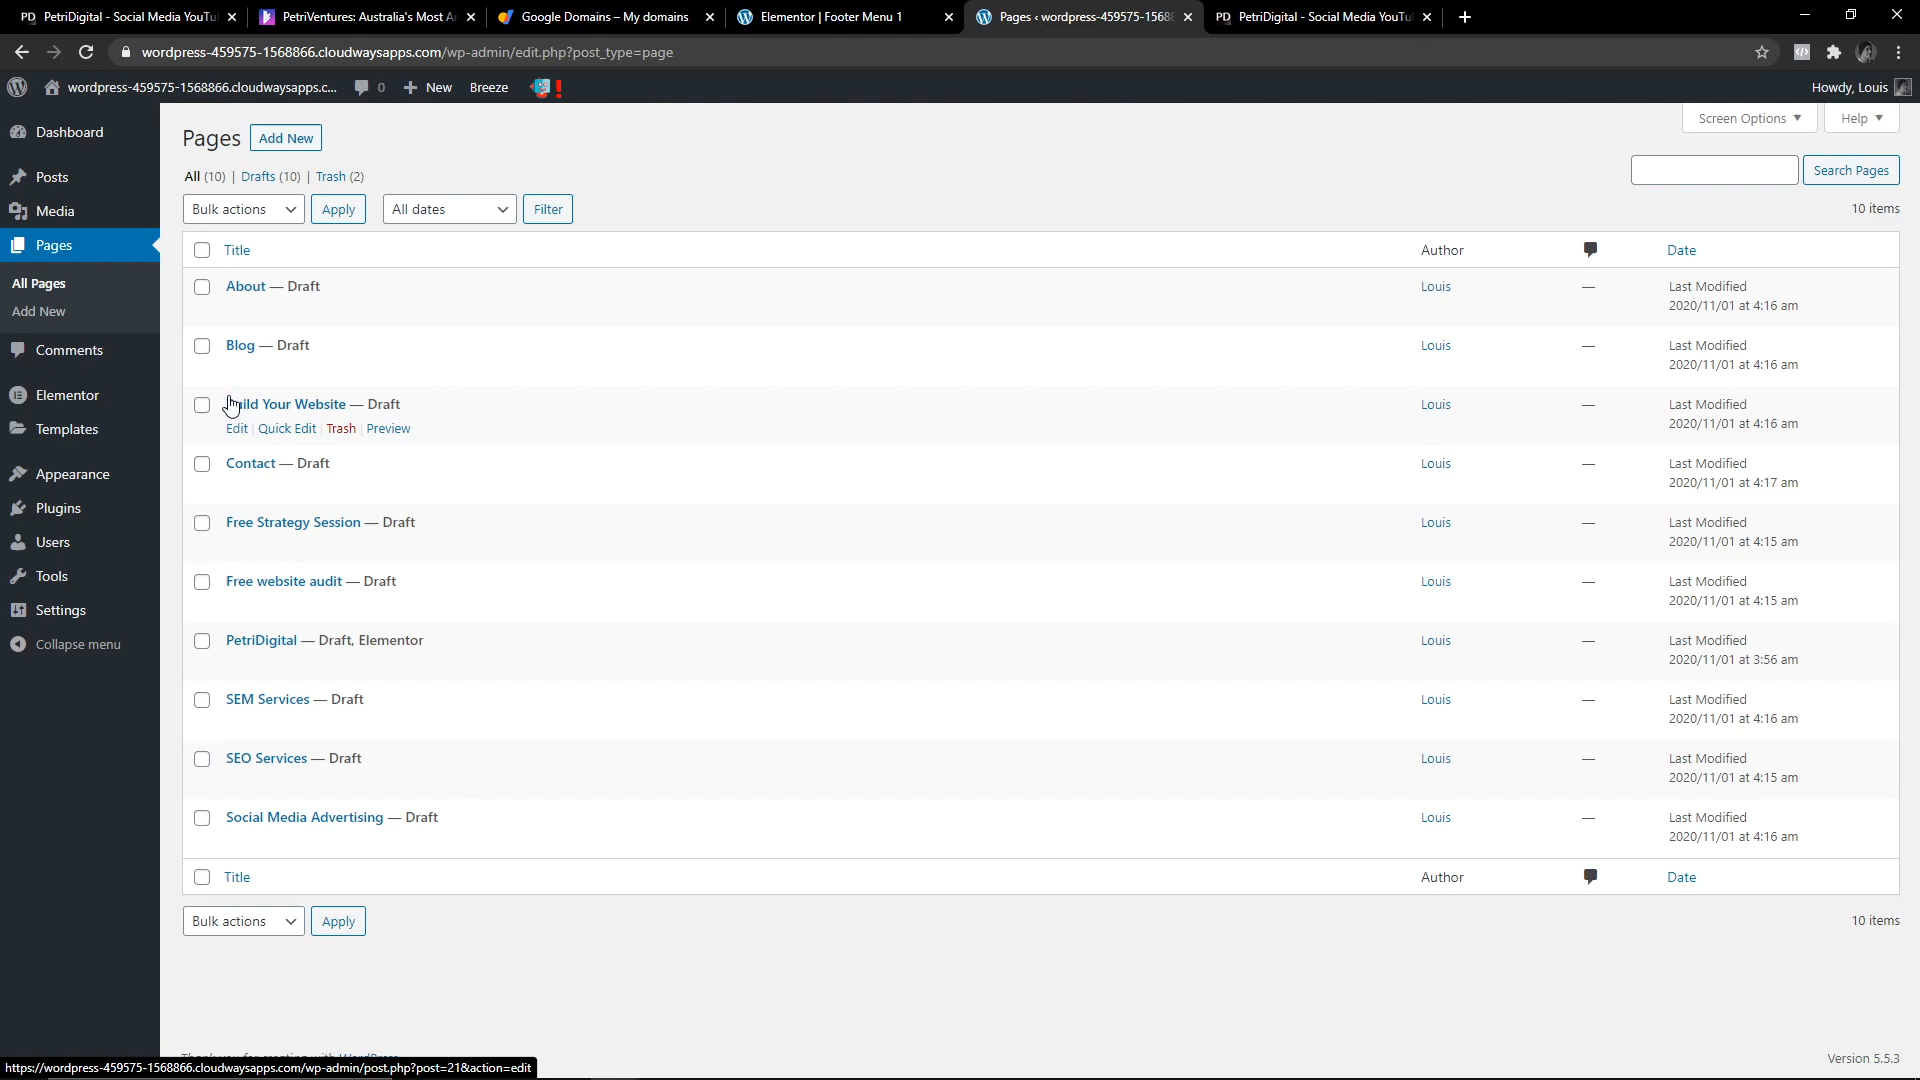 PD PetriDigital - Social Media YouTu
PetriVentures: Australia's Most A
Google Domains – My domains
Elementor | Footer Menu 1
Pages ‹ wordpress-459575-1568
PD PetriDigital - Social Media YouTu
wordpress-459575-1568866.cloudwaysapps.com/wp-admin/edit.php?post_type=page
wordpress-459575-1568866.cloudwaysapps.c...
0
New
Breeze
Howdy, Louis
Dashboard
Posts
Media
Pages
All Pages
Add New
Comments
Elementor
Templates
Appearance
Plugins
Users
Tools
Settings
Collapse menu
Screen Options
Help
Pages
Add New
All (10) | Drafts (10) | Trash (2)
Search Pages
Bulk actions
Apply
All dates
Filter
10 items
Title Author Date
About — Draft Louis — Last Modified
2020/11/01 at 4:16 am
Blog — Draft Louis — Last Modified
2020/11/01 at 4:16 am
Your Website — Draft Louis — Last Modified
2020/11/01 at 4:16 am
Edit | Quick Edit | Trash | Preview
Contact — Draft Louis — Last Modified
2020/11/01 at 4:17 am
Free Strategy Session — Draft Louis — Last Modified
2020/11/01 at 4:15 am
Free website audit — Draft Louis — Last Modified
2020/11/01 at 4:15 am
PetriDigital — Draft, Elementor Louis — Last Modified
2020/11/01 at 3:56 am
SEM Services — Draft Louis — Last Modified
2020/11/01 at 4:16 am
SEO Services — Draft Louis — Last Modified
2020/11/01 at 4:15 am
Social Media Advertising — Draft Louis — Last Modified
2020/11/01 at 4:16 am
Title Author Date
Bulk actions
Apply
10 items
Version 5.5.3
https://wordpress-459575-1568866.cloudwaysapps.com/wp-admin/post.php?post=21&action=edit